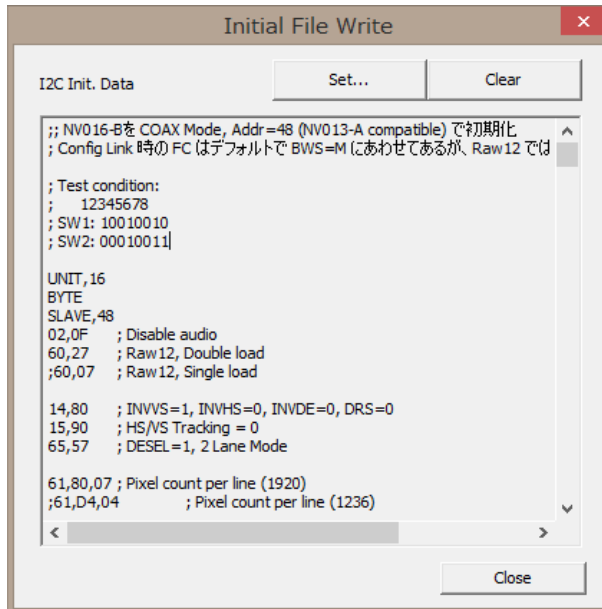 Initial File Write
I2C Init. Data
Set...
Clear
;; NV016-Bを COAX Mode, Addr=48 (NV013-A compatible) で初期化
; Config Link 時の FC はデフォルトで BWS=M にあわせてあるが、Raw12 では
; Test condition:
;     12345678
; SW1: 10010010
; SW2: 00010011
UNIT,16
BYTE
SLAVE,48
02,0F ; Disable audio
60,27 ; Raw12, Double load
;60,07 ; Raw12, Single load
14,80 ; INVVS=1, INVHS=0, INVDE=0, DRS=0
15,90 ; HS/VS Tracking = 0
65,57 ; DESEL=1, 2 Lane Mode
61,80,07 ; Pixel count per line (1920)
;61,D4,04 ; Pixel count per line (1236)
Close